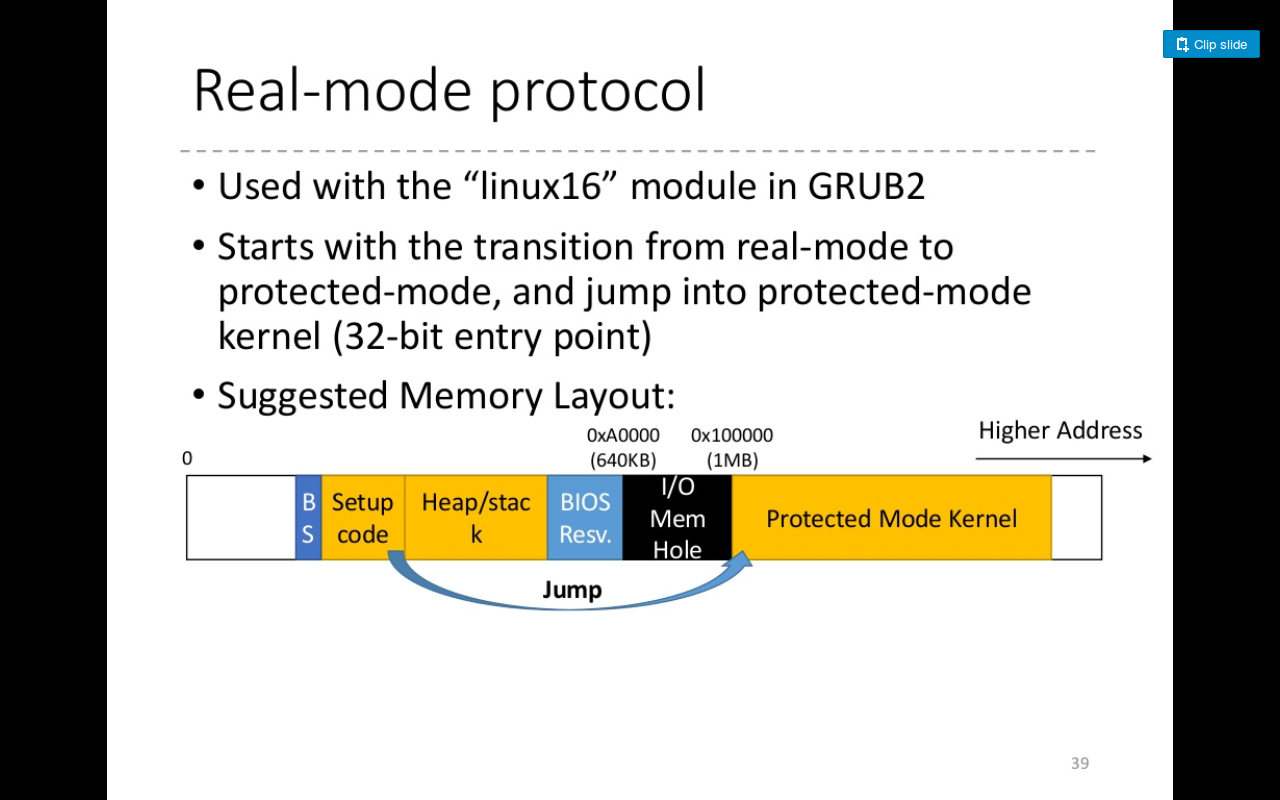 Clip slide
Real-mode protocol
• Used with the “linux16” module in GRUB2
• Starts with the transition from real-mode to
protected-mode, and jump into protected-mode
kernel (32-bit entry point)
• Suggested Memory Layout:
Higher Address
0
0xA0000
(640KB)
0x100000
(1MB)
B
S
Setup
code
Heap/stac
k
BIOS
Resv.
I/O
Mem
Hole
Protected Mode Kernel
Jump
39